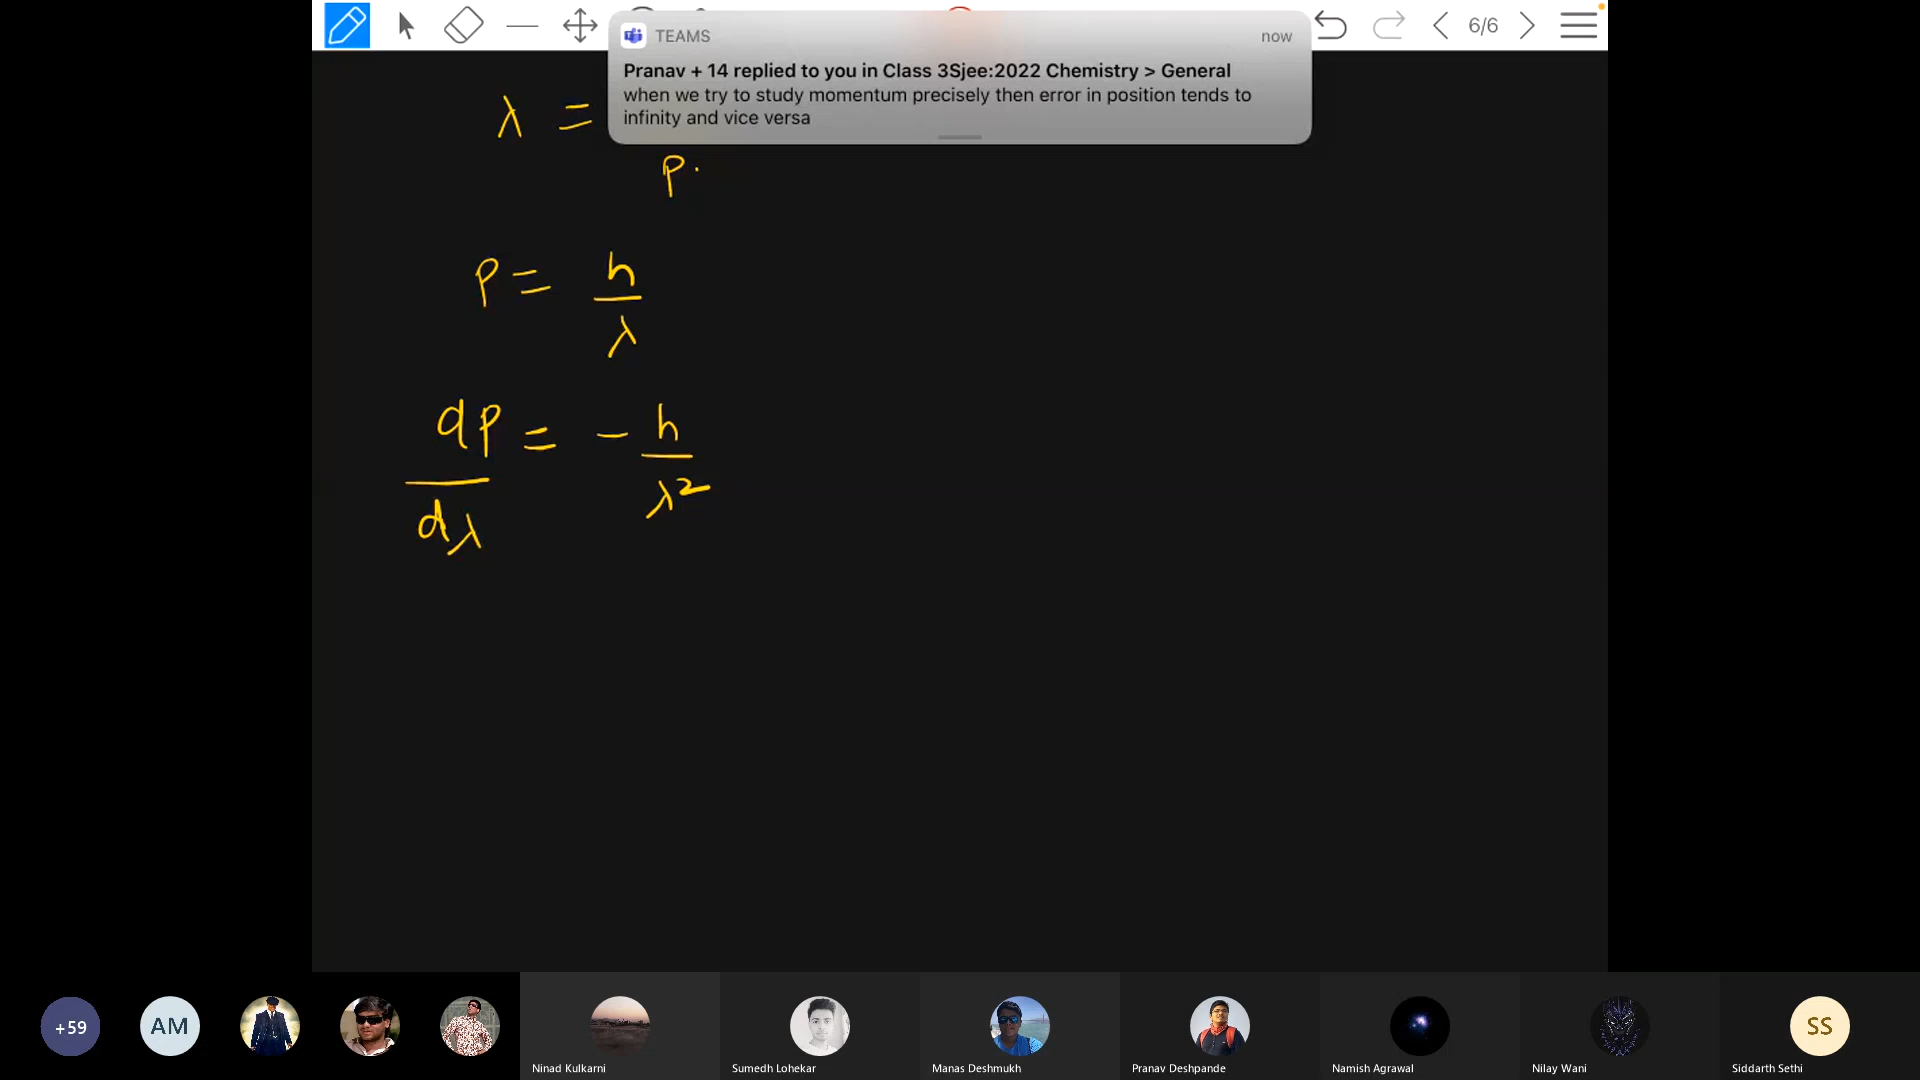 6/6
TEAMS
now
Pranav + 14 replied to you in Class 3Sjee:2022 Chemistry > General
when we try to study momentum precisely then error in position tends to
infinity and vice versa
λ =
p.
p = h
λ
dp = - h
dλ λ²
+59
AM
SS
Ninad Kulkarni
Sumedh Lohekar
Manas Deshmukh
Pranav Deshpande
Namish Agrawal
Nilay Wani
Siddarth Sethi